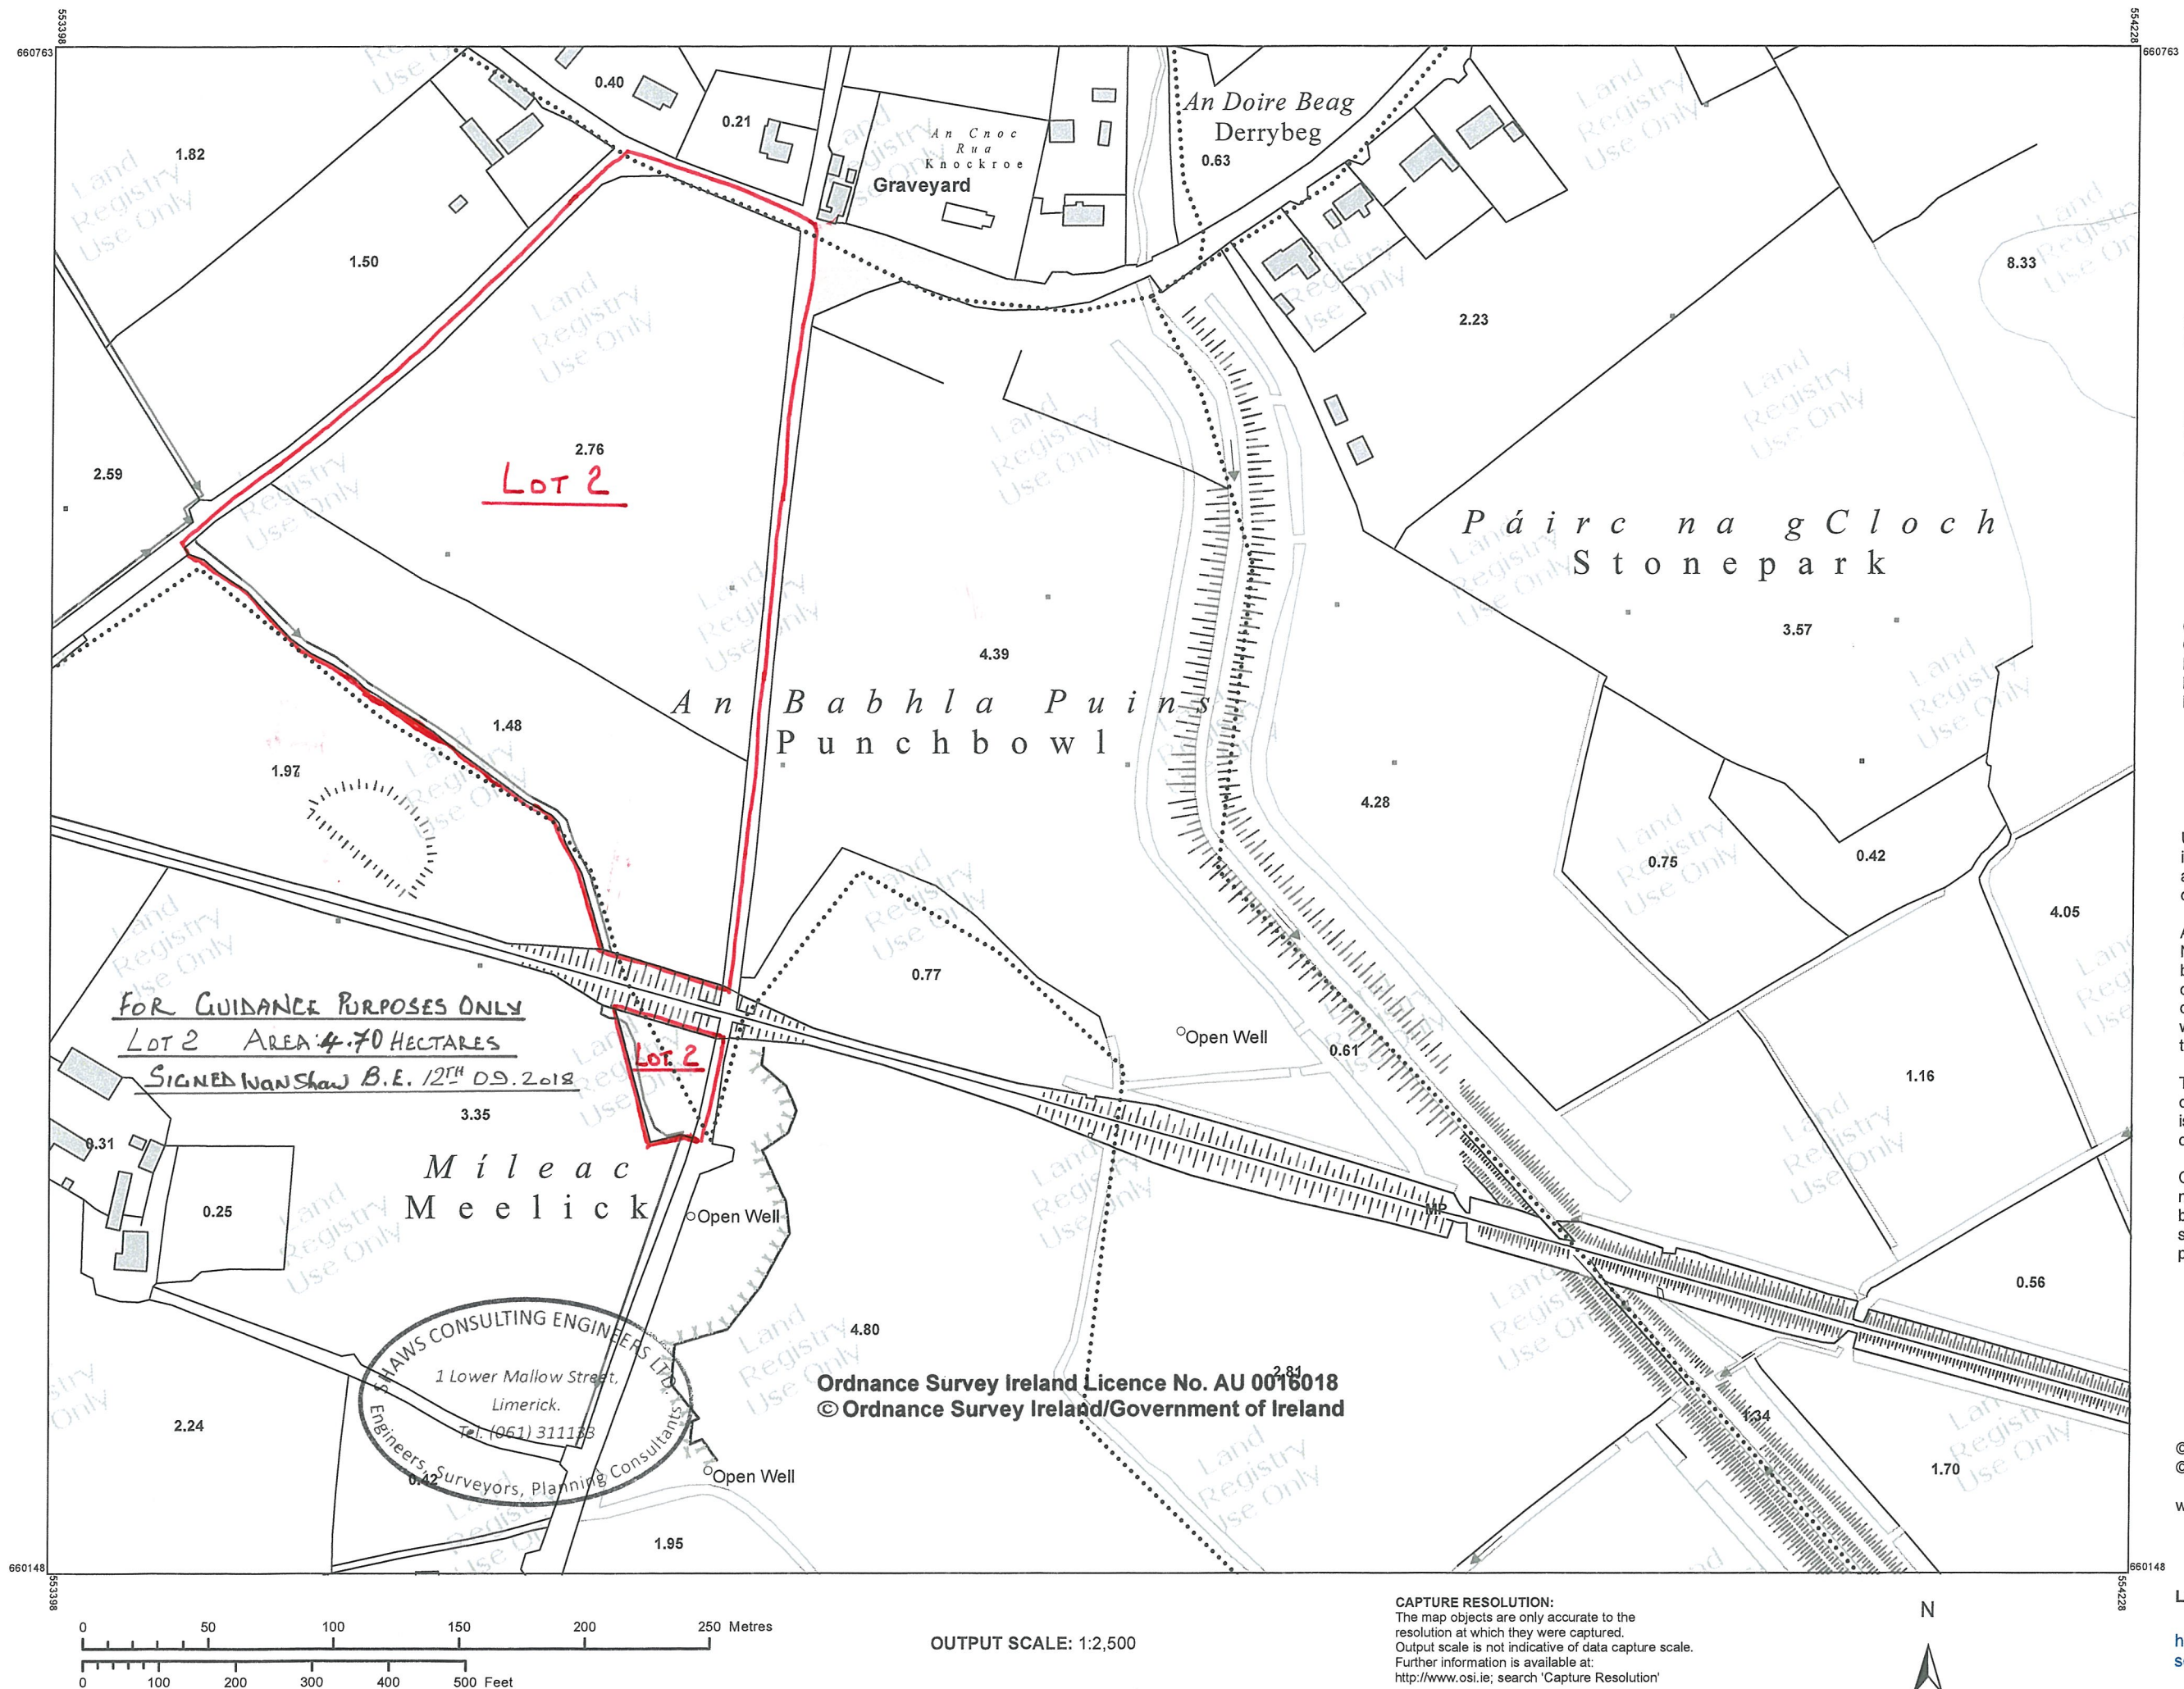 553398
554228
660763
660763
0.40
0.21
An Cnoc
Rua
Knockroe
Graveyard
An Doire Beag
Derrybeg
0.63
1.82
1.50
8.33
2.23
2.59
2.76
LOT 2
Páirc na gCloch
Stonepark
3.57
4.39
An Babhla Puins
Punchbowl
1.48
1.97
4.28
0.75
0.42
4.05
0.77
FOR GUIDANCE PURPOSES ONLY
LOT 2 AREA: 4.70 HECTARES
SIGNED Ivan Shaw B.E. 12TH 09.2018
LOT 2
Open Well
0.61
1.16
3.35
0.31
Míleac
Meelick
0.25
Open Well
MP
0.56
4.80
SHAWS CONSULTING ENGINEERS LTD.
1 Lower Mallow Street,
Limerick.
Tel. (061) 311133
Engineers, Surveyors, Planning Consultants
2.81
Ordnance Survey Ireland Licence No. AU 0016018
© Ordnance Survey Ireland/Government of Ireland
2.24
1.34
0.42
Open Well
1.70
1.95
660148
660148
553398
554228
0 50 100 150 200 250 Metres
0 100 200 300 400 500 Feet
OUTPUT SCALE: 1:2,500
CAPTURE RESOLUTION:
The map objects are only accurate to the
resolution at which they were captured.
Output scale is not indicative of data capture scale.
Further information is available at:
http://www.osi.ie; search 'Capture Resolution'
N
Land
Registry
Use Only